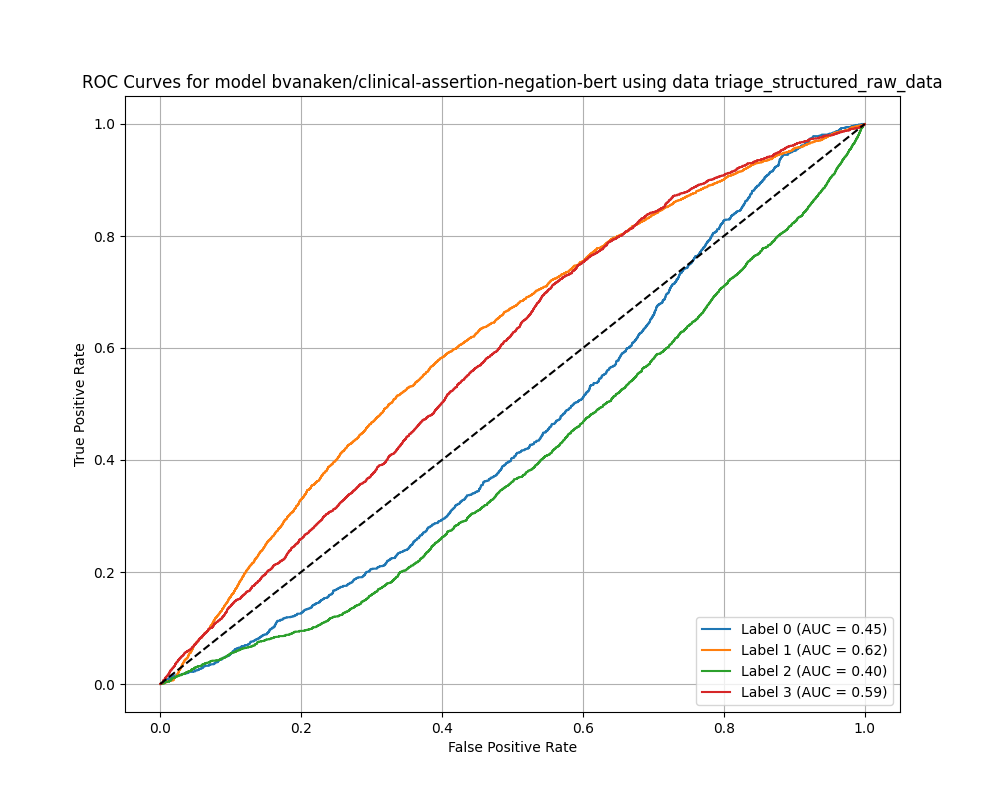 ROC Curves for model bvanaken/clinical-assertion-negation-bert using data triage_structured_raw_data
True Positive Rate
1.0
0.8
0.6
0.4
0.2
0.0
Label 0 (AUC = 0.45)
Label 1 (AUC = 0.62)
Label 2 (AUC = 0.40)
Label 3 (AUC = 0.59)
0.0 0.2 0.4 0.6 0.8 1.0
False Positive Rate